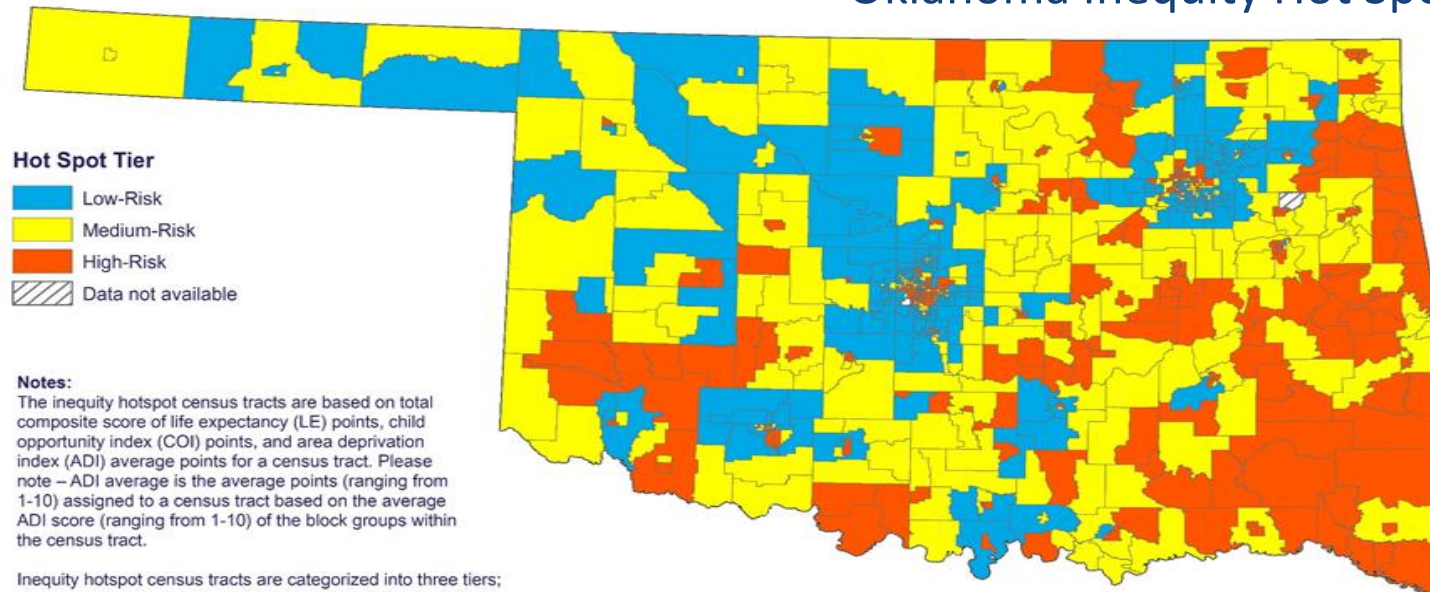 Oklahoma Inequity Hot Spo
Hot Spot Tier
Low-Risk
Medium-Risk
High-Risk
Data not available
Notes:
The inequity hotspot census tracts are based on total
composite score of life expectancy (LE) points, child
opportunity index (COI) points, and area deprivation
index (ADI) average points for a census tract. Please
note – ADI average is the average points (ranging from
1-10) assigned to a census tract based on the average
ADI score (ranging from 1-10) of the block groups within
the census tract.
Inequity hotspot census tracts are categorized into three tiers;